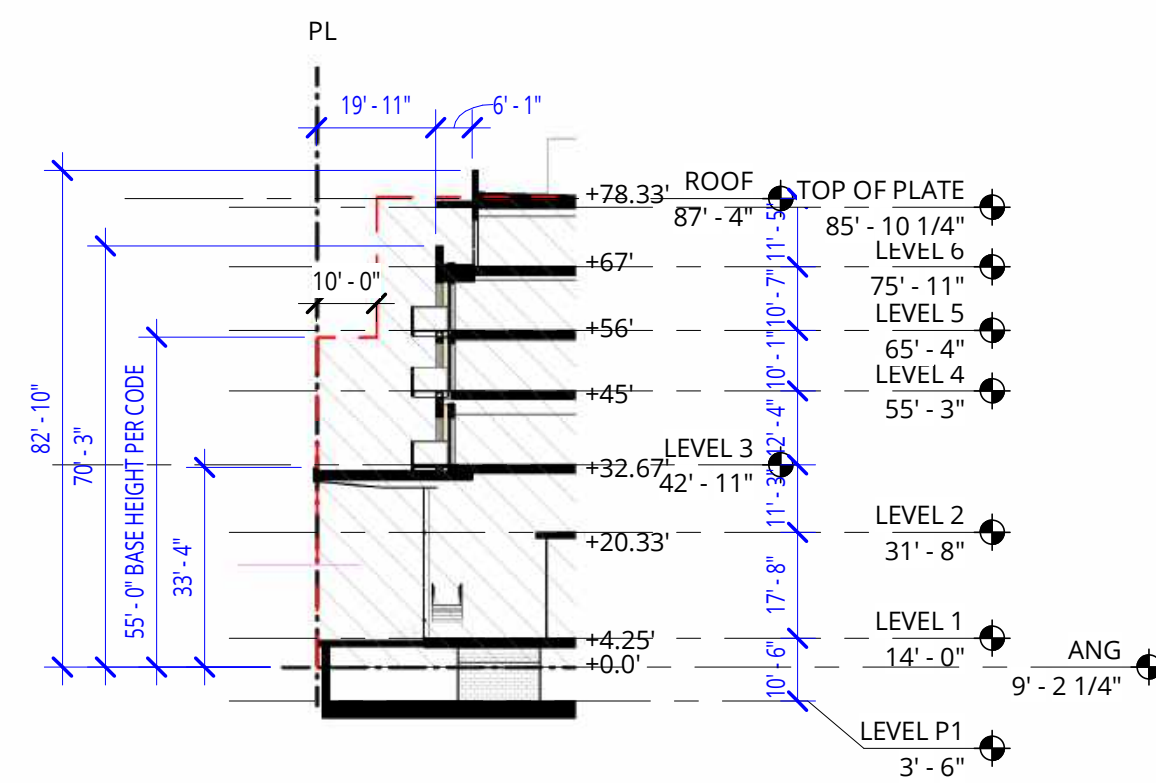 PL
19' - 11"
6' - 1"
10' - 0"
82' - 10"
70' - 3"
55' - 0" BASE HEIGHT PER CODE
33' - 4"
+78.33'
+67'
+56'
+45'
+32.67'
+20.33'
+4.25'
+0.0'
ROOF
87' - 4"
TOP OF PLATE
85' - 10 1/4"
LEVEL 6
75' - 11"
LEVEL 5
65' - 4"
LEVEL 4
55' - 3"
LEVEL 3
42' - 11"
LEVEL 2
31' - 8"
LEVEL 1
14' - 0"
ANG
9' - 2 1/4"
LEVEL P1
3' - 6"
11' - 5"
10' - 7"
10' - 1"
12' - 4"
11' - 3"
17' - 8"
10' - 6"